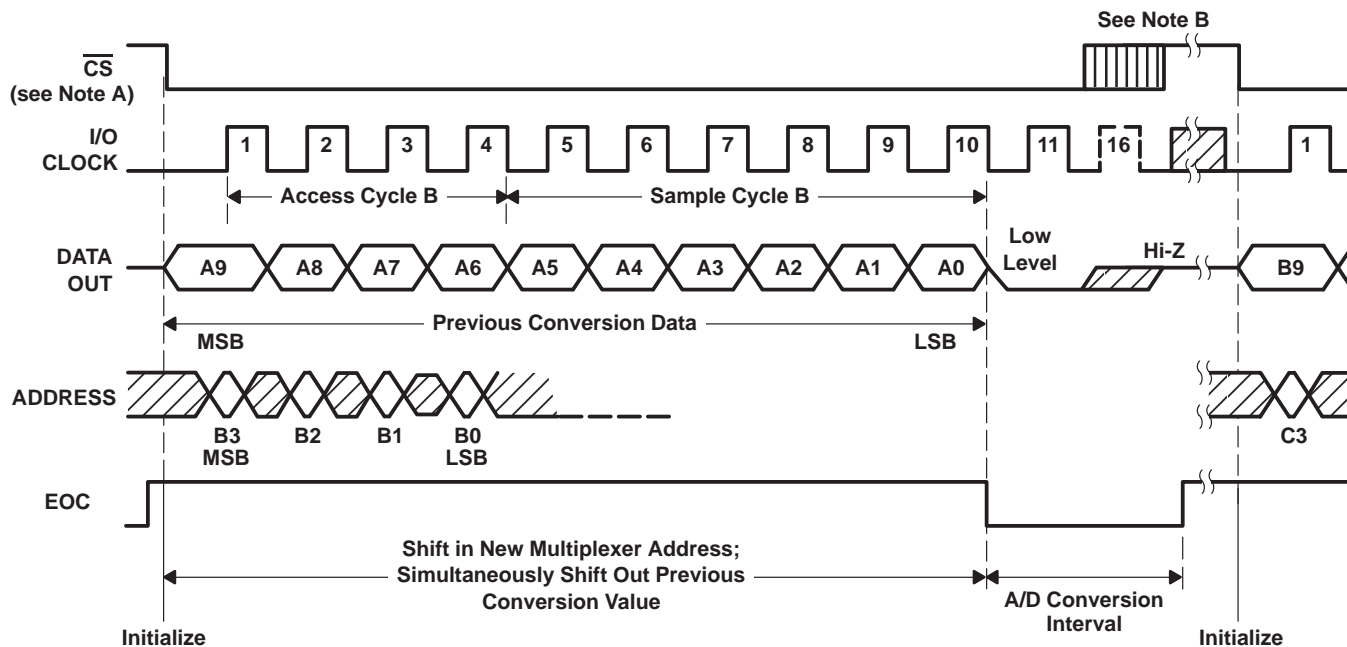 See Note B
CS
(see Note A)
I/O
CLOCK
1 2 3 4 5 6 7 8 9 10 11 16 1
Access Cycle B
Sample Cycle B
DATA
OUT
A9 A8 A7 A6 A5 A4 A3 A2 A1 A0
Low
Level
Hi-Z
B9
Previous Conversion Data
MSB
LSB
ADDRESS
B3
MSB
B2
B1
B0
LSB
C3
EOC
Shift in New Multiplexer Address;
Simultaneously Shift Out Previous
Conversion Value
A/D Conversion
Interval
Initialize
Initialize